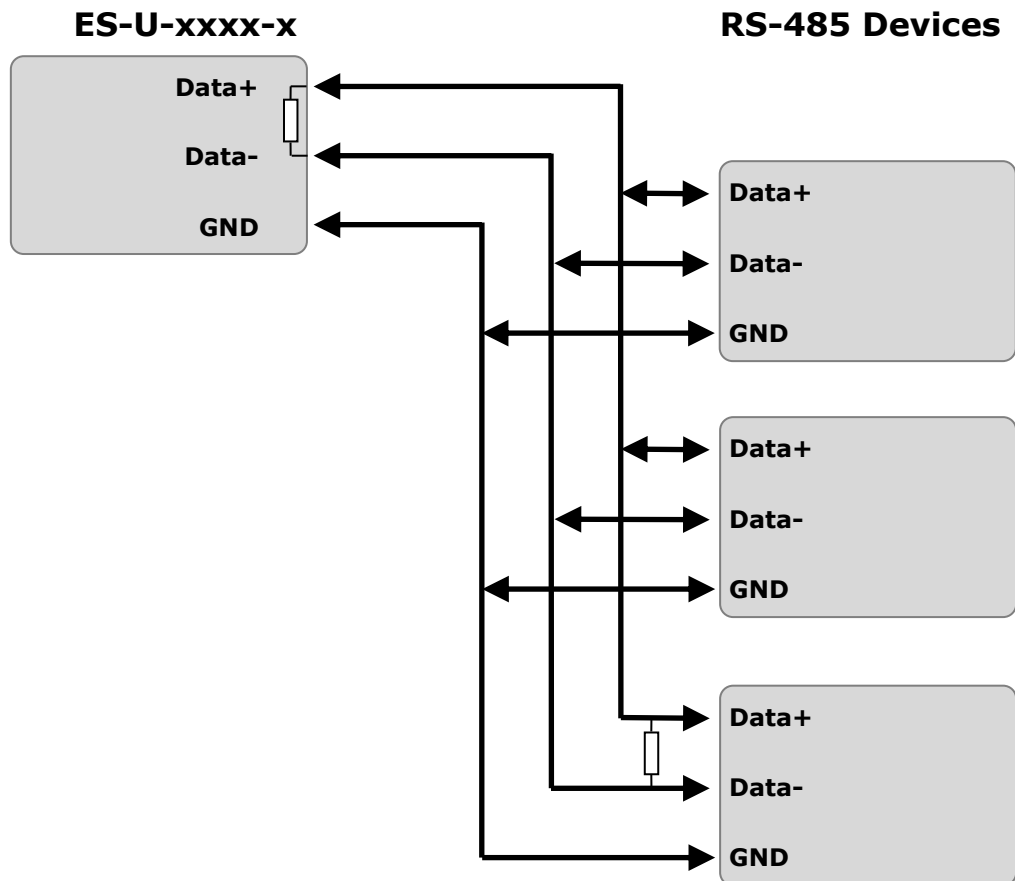 ES-U-xxxx-x
RS-485 Devices
Data+
Data-
GND
Data+
Data-
GND
Data+
Data-
GND
Data+
Data-
GND